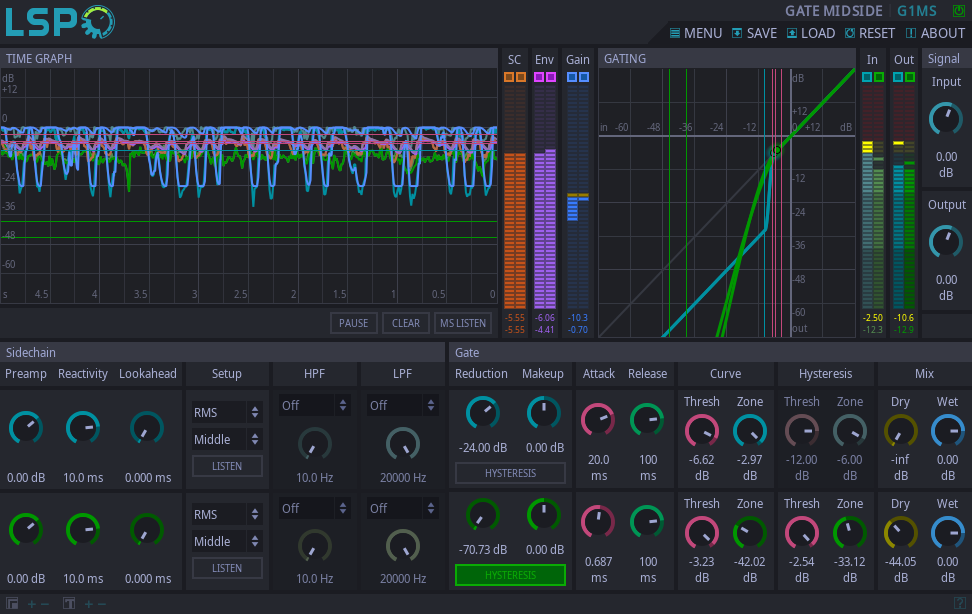 LSP
GATE MIDSIDE G1MS
MENU SAVE LOAD RESET ABOUT
TIME GRAPH
SC Env Gain
GATING
In Out Signal
dB
+12
0
-24
-36
-48
-60
s 4.5 4 3.5 3 2.5 2 1.5 1 0.5 0
PAUSE CLEAR MS LISTEN
-5.55 -6.06 -10.3
-5.55 -4.41 -0.70
dB
+12
in -60 -48 -36 -24 -12 0 +12 dB
-12
-24
-36
-48
-60
out
-2.50 -10.6
-12.3 -12.9
Input
0.00
dB
Output
0.00
dB
Sidechain
Preamp Reactivity Lookahead Setup HPF LPF
RMS
Middle
LISTEN
Off Off
0.00 dB 10.0 ms 0.000 ms 10.0 Hz 20000 Hz
RMS
Middle
LISTEN
Off Off
0.00 dB 10.0 ms 0.000 ms 10.0 Hz 20000 Hz
Gate
Reduction Makeup Attack Release Curve Hysteresis Mix
Thresh Zone Thresh Zone Dry Wet
-24.00 dB 0.00 dB
HYSTERESIS
20.0 ms 100 ms -6.62 dB -2.97 dB -12.00 dB -6.00 dB -inf dB 0.00 dB
Thresh Zone Thresh Zone Dry Wet
-70.73 dB 0.00 dB
HYSTERESIS
0.687 ms 100 ms -3.23 dB -42.02 dB -2.54 dB -33.12 dB -44.05 dB 0.00 dB